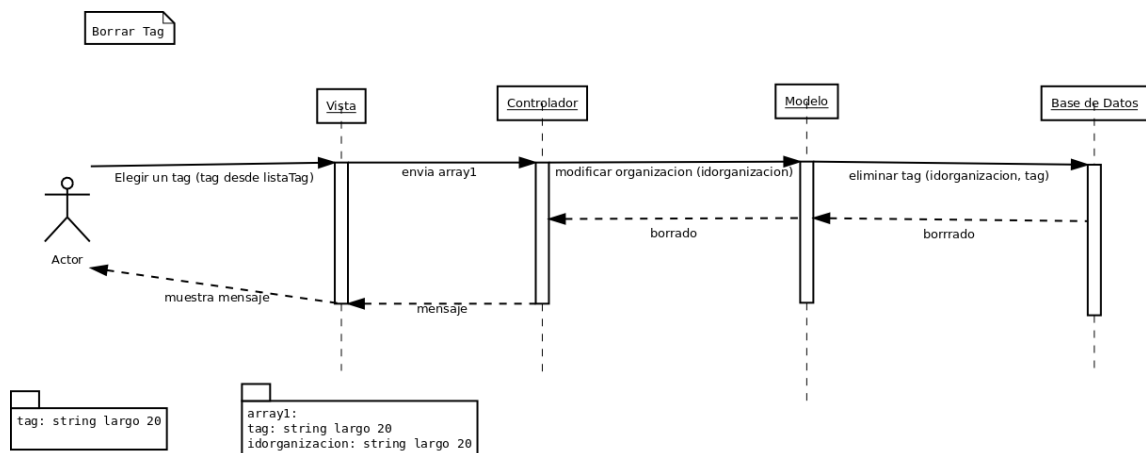 Borrar Tag
Vista
Controlador
Modelo
Base de Datos
Elegir un tag (tag desde listaTag)
envia array1
modificar organizacion (idorganizacion)
eliminar tag (idorganizacion, tag)
borrado
borrrado
Actor
muestra mensaje
mensaje
tag: string largo 20
array1:
tag: string largo 20
idorganizacion: string largo 20